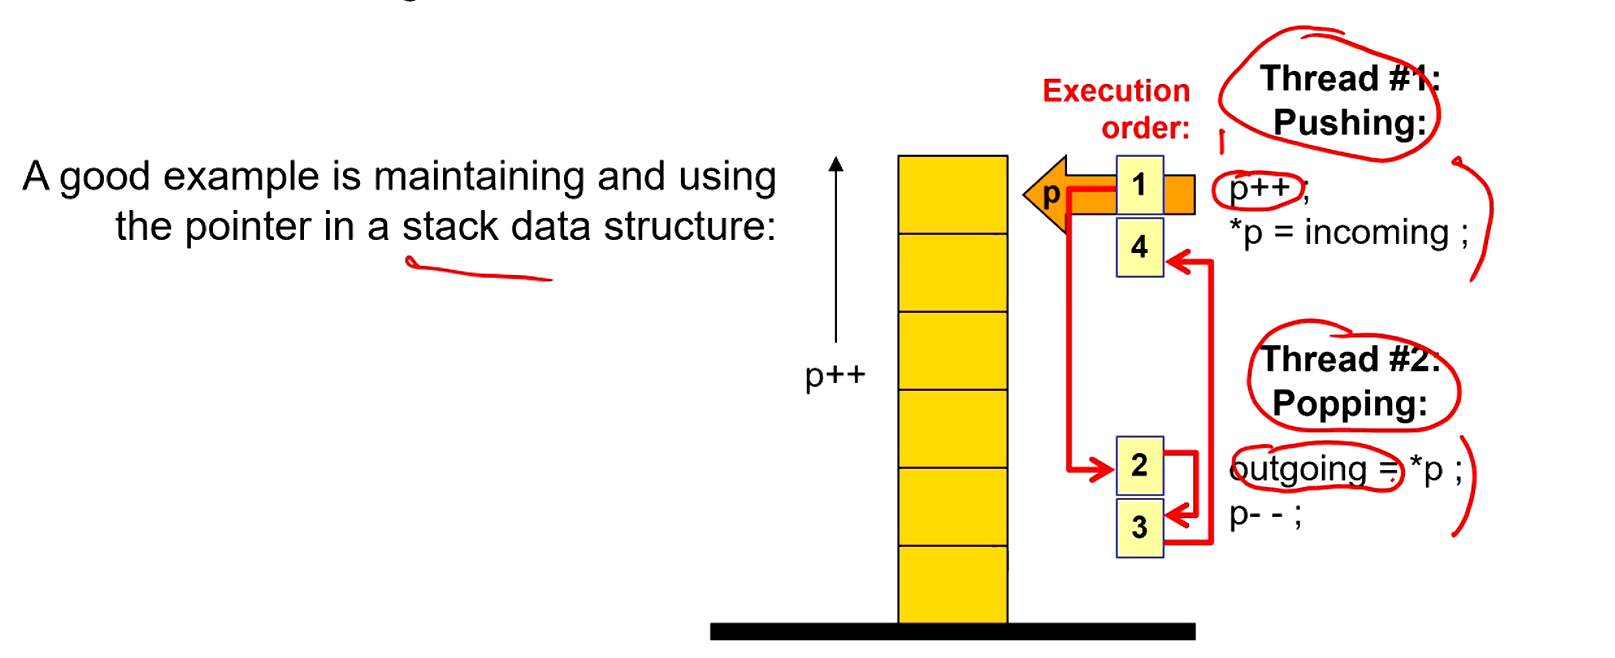 A good example is maintaining and using
the pointer in a stack data structure:
p++
Execution
order:
p
1
4
2
3
Thread #1:
Pushing:
p++ ;
*p = incoming ;
Thread #2:
Popping:
outgoing = *p ;
p- - ;